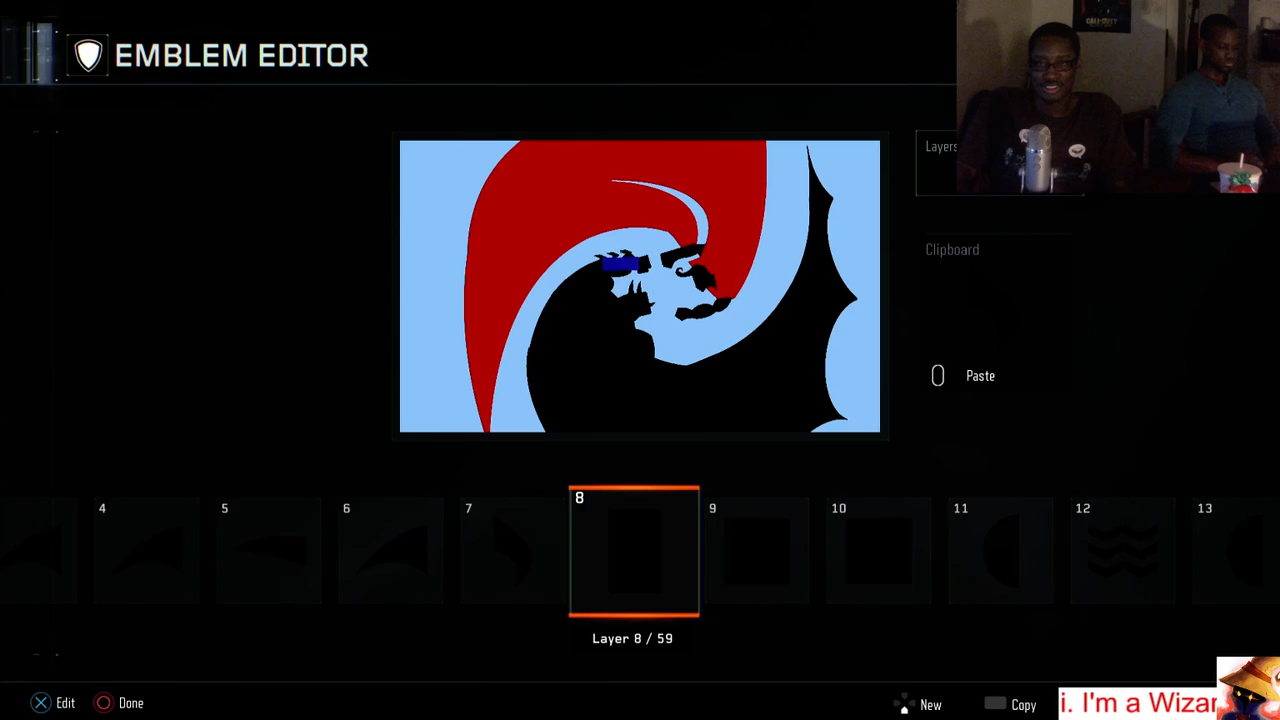 EMBLEM EDITOR
Layers
Clipboard
Paste
4
5
6
7
8
9
10
11
12
13
Layer 8 / 59
Edit
Done
New
Copy
i. I'm a Wizar